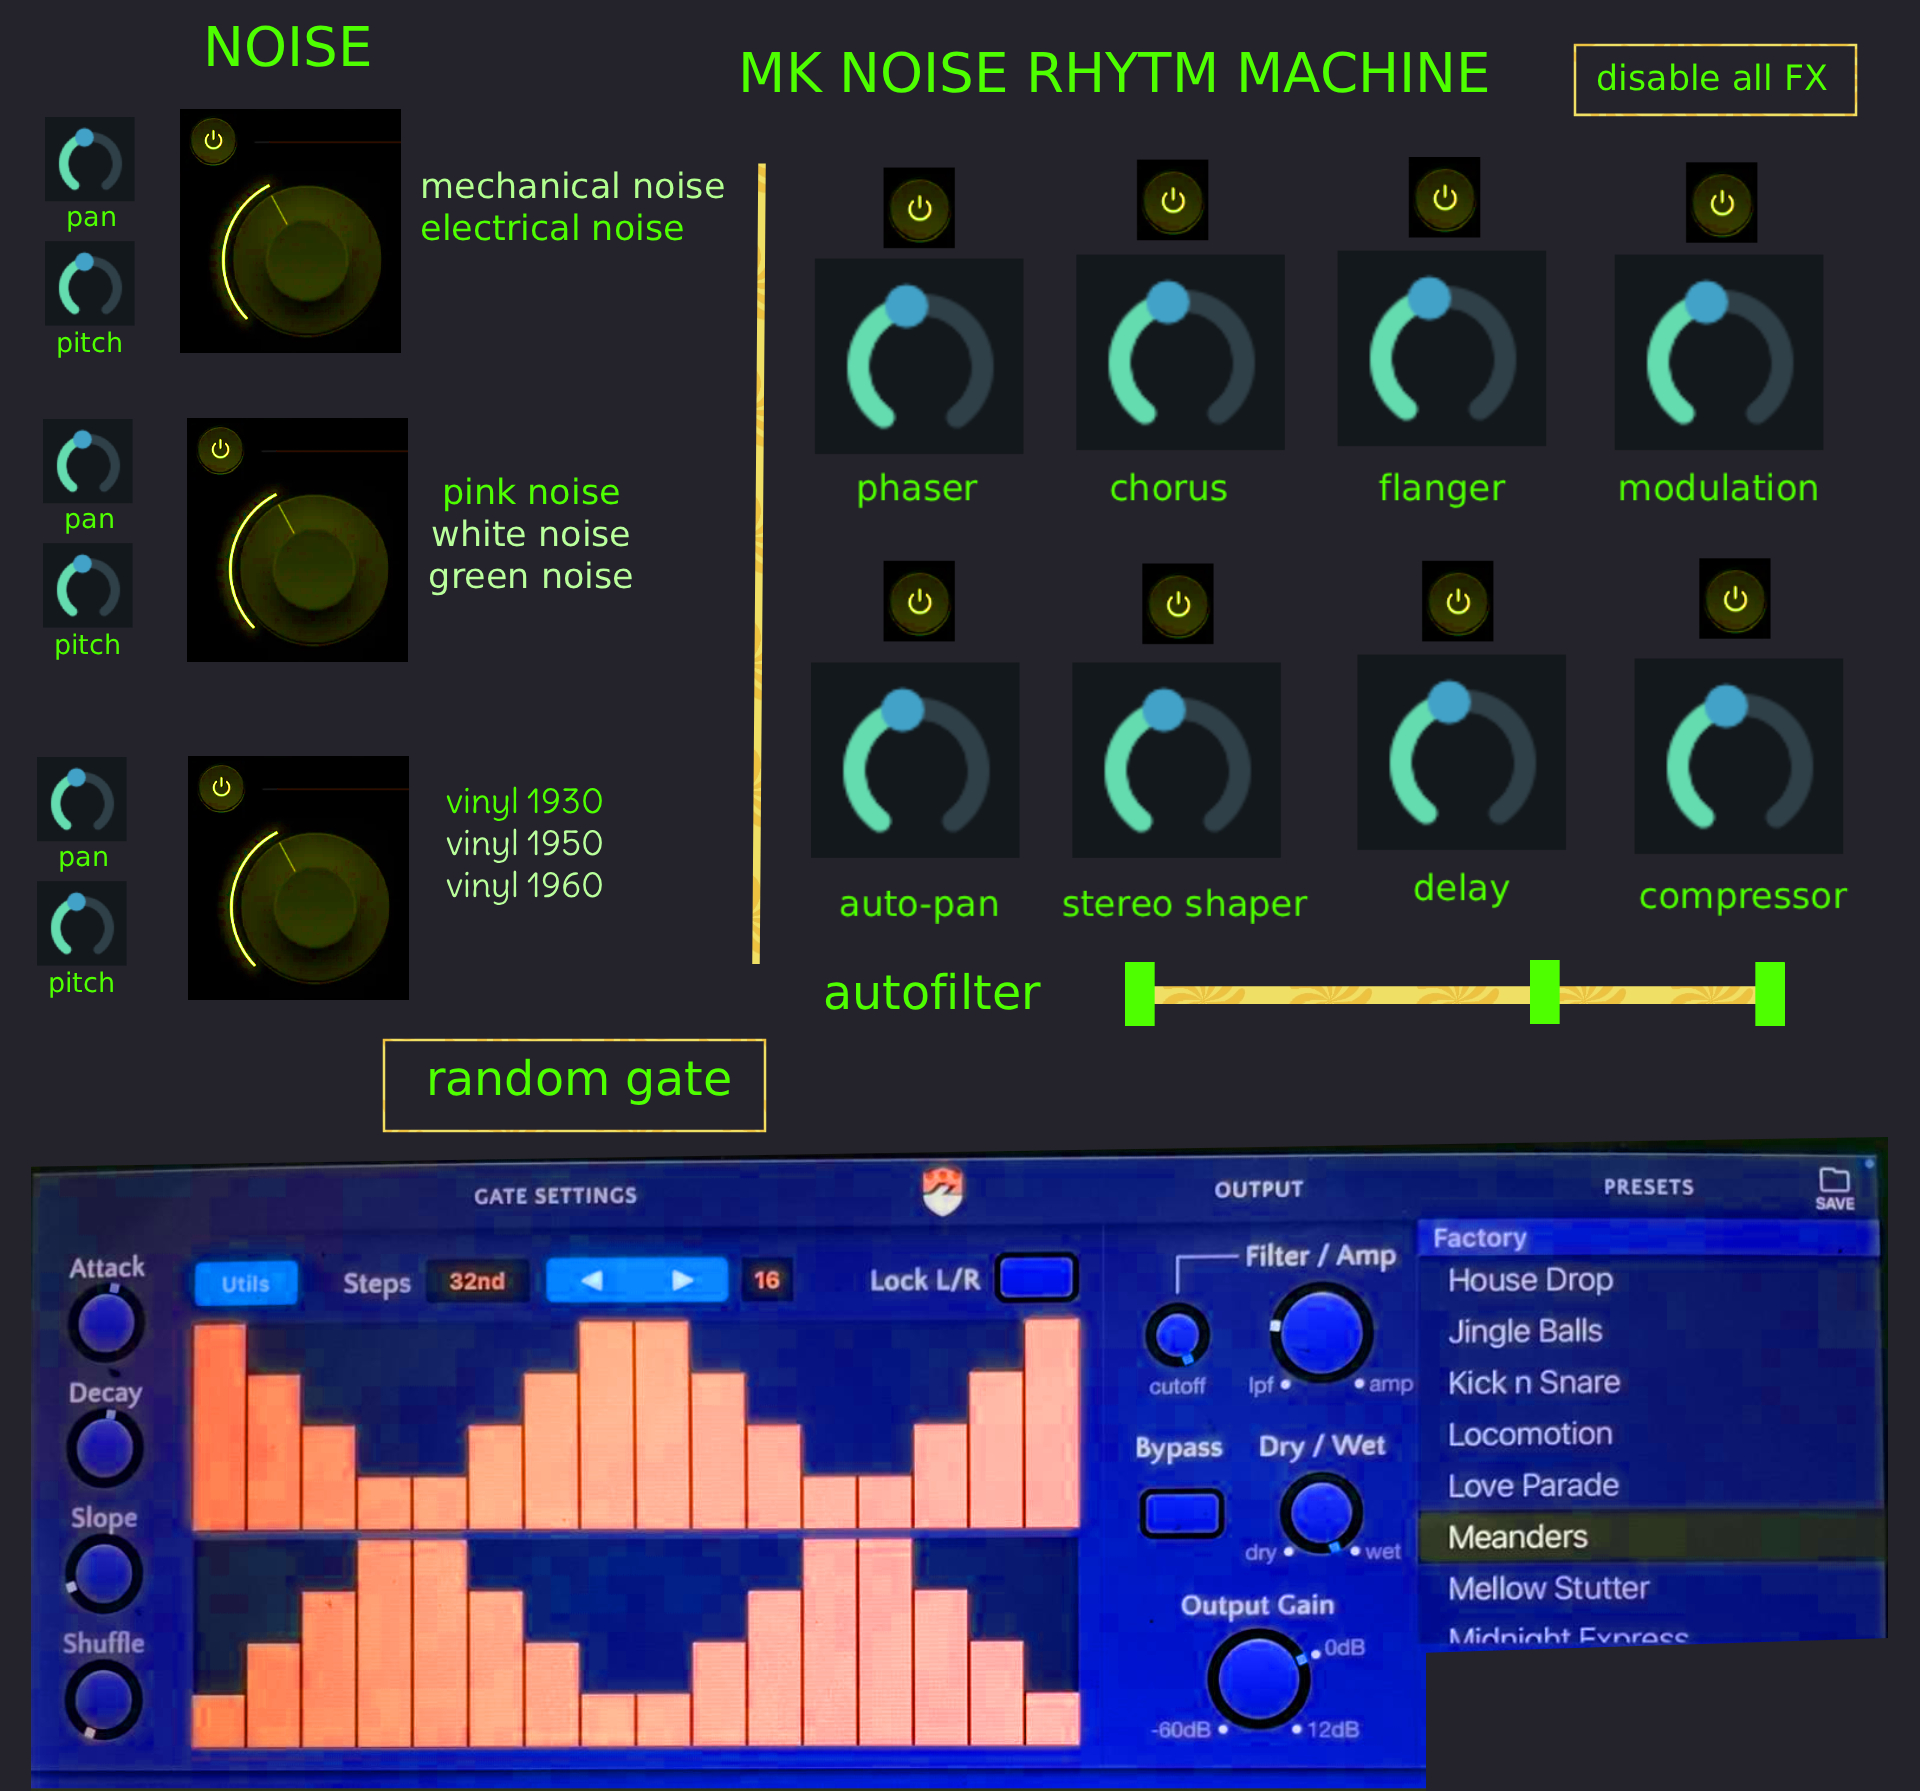 NOISE
MK NOISE RHYTM MACHINE
disable all FX
pan
pitch
mechanical noise
electrical noise
pan
pitch
pink noise
white noise
green noise
pan
pitch
vinyl 1930
vinyl 1950
vinyl 1960
phaser
chorus
flanger
modulation
auto-pan
stereo shaper
delay
compressor
autofilter
random gate
GATE SETTINGS
OUTPUT
PRESETS
SAVE
Attack
Decay
Slope
Shuffle
Utils
Steps
32nd
16
Lock L/R
Filter / Amp
cutoff
lpf
amp
Bypass
Dry / Wet
dry
wet
Output Gain
0dB
-60dB
12dB
Factory
House Drop
Jingle Balls
Kick n Snare
Locomotion
Love Parade
Meanders
Mellow Stutter
Midnight Express